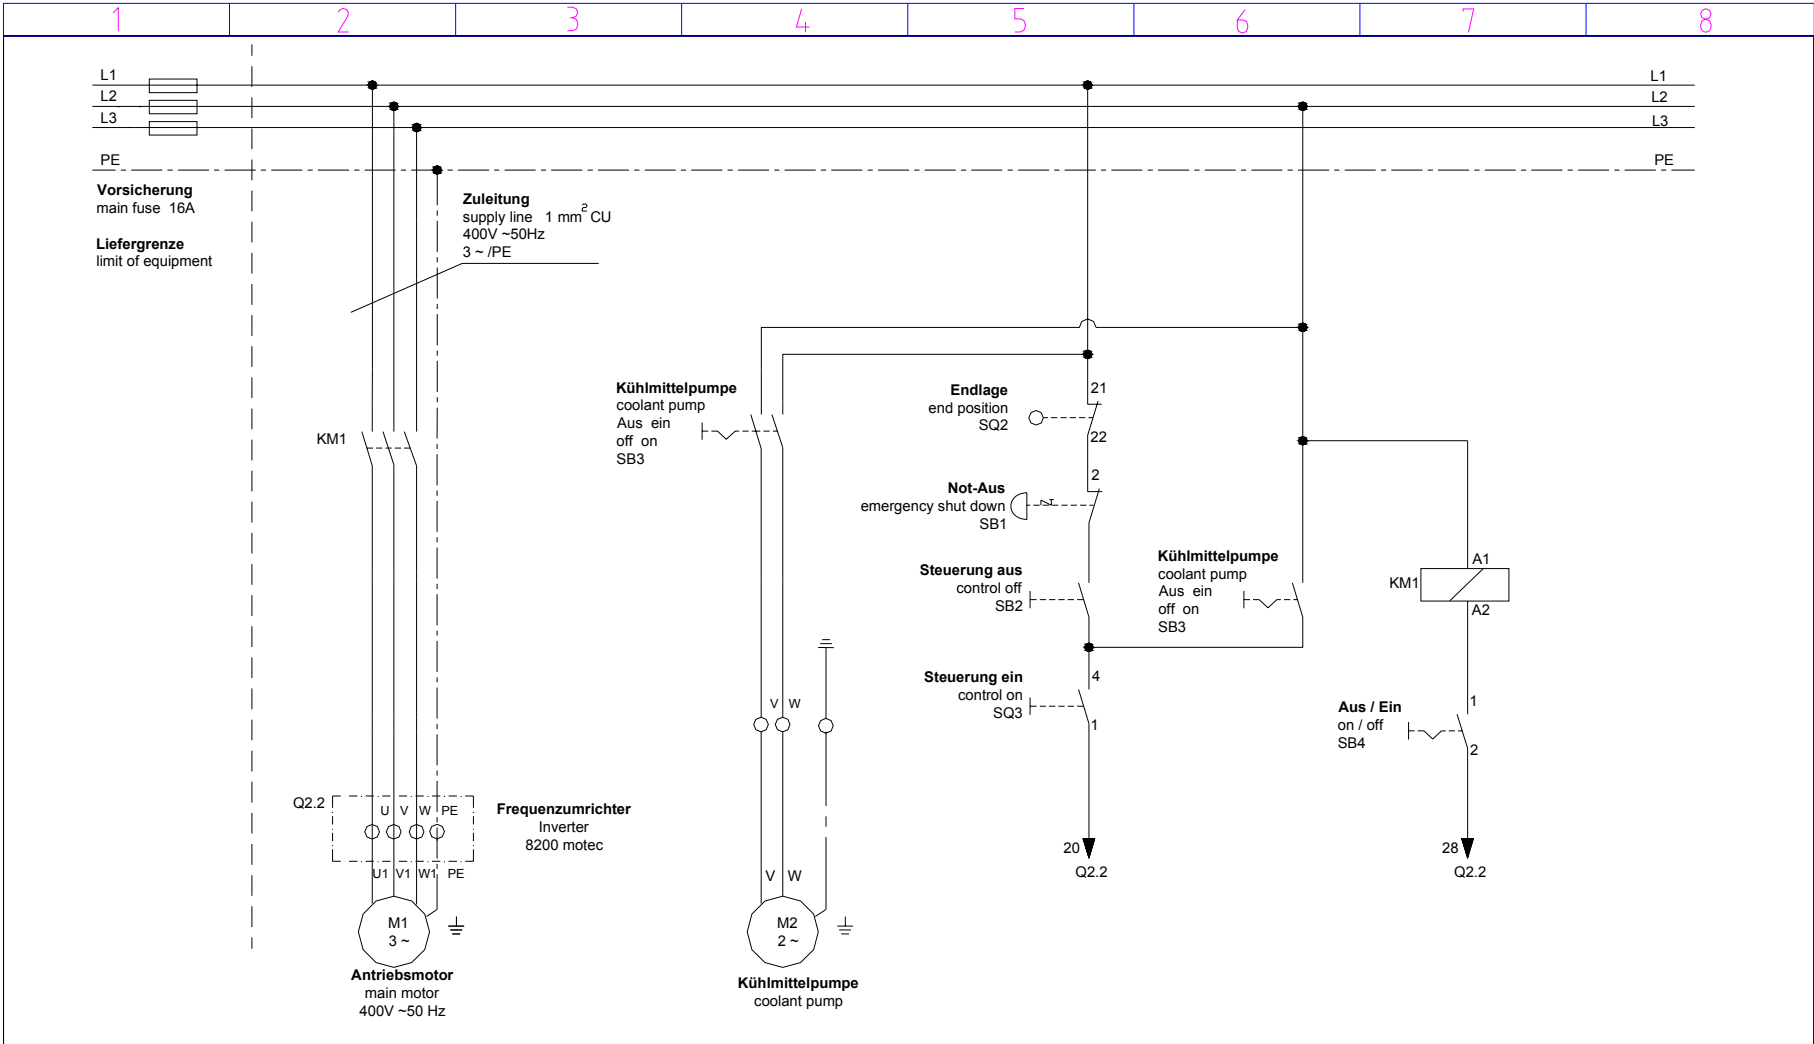 1 2 3 4 5 6 7 8
L1 L1
L2 L2
L3 L3
PE PE
Vorsicherung
main fuse 16A
Liefergrenze
limit of equipment
Zuleitung
supply line 1 mm² CU
400V ~50Hz
3 ~ /PE
KM1
Kühlmittelpumpe
coolant pump
Aus ein
off on
SB3
Endlage
end position
SQ2
21
22
Not-Aus
emergency shut down
SB1
2
Steuerung aus
control off
SB2
Kühlmittelpumpe
coolant pump
Aus ein
off on
SB3
KM1
A1
A2
Steuerung ein
control on
SQ3
4
1
Aus / Ein
on / off
SB4
1
2
V W
Q2.2
U V W PE
Frequenzumrichter
Inverter
8200 motec
U1 V1 W1 PE
V W
20
Q2.2
28
Q2.2
M1
3 ~
Antriebsmotor
main motor
400V ~50 Hz
M2
2 ~
Kühlmittelpumpe
coolant pump